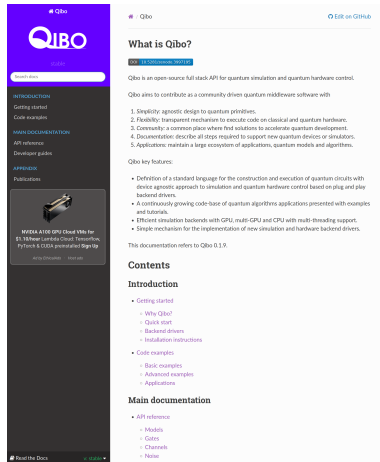 Qibo
QIBO
stable
Search docs
INTRODUCTION
Getting started
Code examples
MAIN DOCUMENTATION
API reference
Developer guides
APPENDIX
Publications
NVIDIA A100 GPU Cloud VMs for
$1.10/hour Lambda Cloud: Tensorflow,
PyTorch & CUDA preinstalled Sign Up
Read the Docs
v: stable
/ Qibo
Edit on GitHub
What is Qibo?
DOI
Qibo is an open-source full stack API for quantum simulation and quantum hardware control.
Qibo aims to contribute as a community driven quantum middleware software with
1. Simplicity: agnostic design to quantum primitives.
2. Flexibility: transparent mechanism to execute code on classical and quantum hardware.
3. Community: a common place where find solutions to accelerate quantum development.
4. Documentation: describe all steps required to support new quantum devices or simulators.
5. Applications: maintain a large ecosystem of applications, quantum models and algorithms.
Qibo key features:
• Definition of a standard language for the construction and execution of quantum circuits with
device agnostic approach to simulation and quantum hardware control based on plug and play
backend drivers.
• A continuously growing code-base of quantum algorithms applications presented with examples
and tutorials.
• Efficient simulation backends with GPU, multi-GPU and CPU with multi-threading support.
• Simple mechanism for the implementation of new simulation and hardware backend drivers.
This documentation refers to Qibo 0.1.9.
Contents
Introduction
• Getting started
◦ Why Qibo?
◦ Quick start
◦ Backend drivers
◦ Installation instructions
• Code examples
◦ Basic examples
◦ Advanced examples
◦ Applications
Main documentation
• API reference
◦ Models
◦ Gates
◦ Channels
◦ Noise